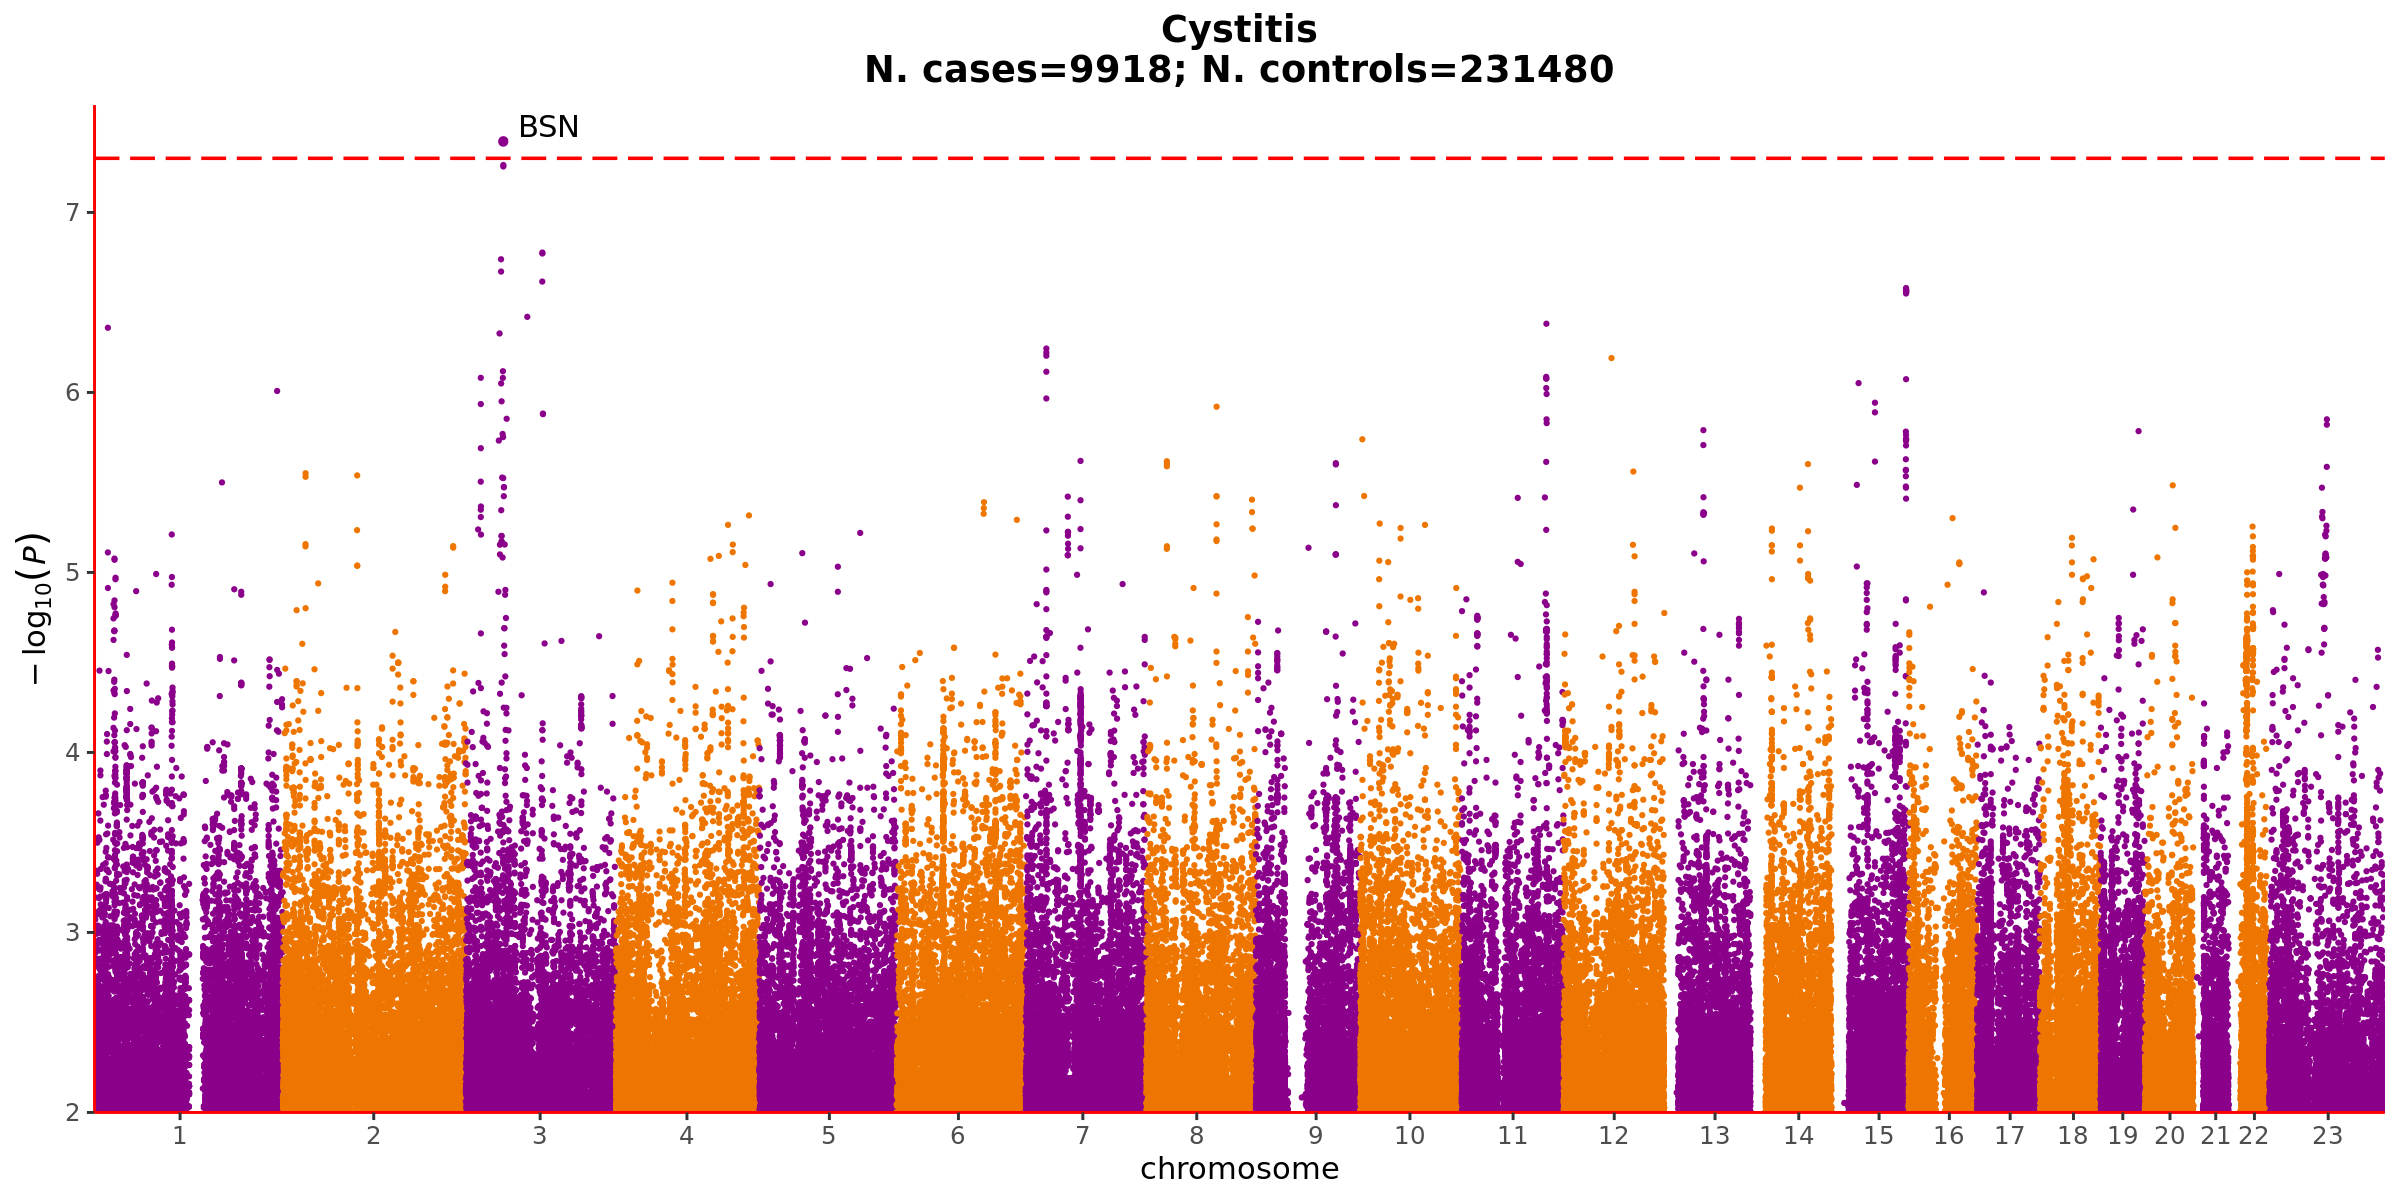 Cystitis
N. cases=9918; N. controls=231480
BSN
7
6
5
4
3
2
−log10(P)
1 2 3 4 5 6 7 8 9 10 11 12 13 14 15 16 17 18 19 20 21 22 23
chromosome